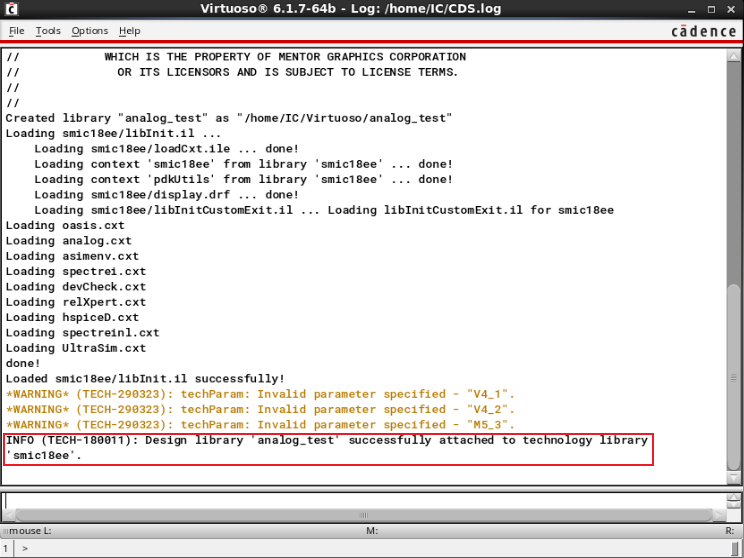 Virtuoso® 6.1.7-64b - Log: /home/IC/CDS.log
File Tools Options Help
cādence
// WHICH IS THE PROPERTY OF MENTOR GRAPHICS CORPORATION
// OR ITS LICENSORS AND IS SUBJECT TO LICENSE TERMS.
//
//
Created library "analog_test" as "/home/IC/Virtuoso/analog_test"
Loading smic18ee/libInit.il ...
Loading smic18ee/loadCxt.ile ... done!
Loading context 'smic18ee' from library 'smic18ee' ... done!
Loading context 'pdkUtils' from library 'smic18ee' ... done!
Loading smic18ee/display.drf ... done!
Loading smic18ee/libInitCustomExit.il ... Loading libInitCustomExit.il for smic18ee
Loading oasis.cxt
Loading analog.cxt
Loading asimenv.cxt
Loading spectrei.cxt
Loading devCheck.cxt
Loading relXpert.cxt
Loading hspiceD.cxt
Loading spectreinl.cxt
Loading UltraSim.cxt
done!
Loaded smic18ee/libInit.il successfully!
*WARNING* (TECH-290323): techParam: Invalid parameter specified - "V4_1".
*WARNING* (TECH-290323): techParam: Invalid parameter specified - "V4_2".
*WARNING* (TECH-290323): techParam: Invalid parameter specified - "M5_3".
INFO (TECH-180011): Design library 'analog_test' successfully attached to technology library
'smic18ee'.
mouse L: M: R:
1 >